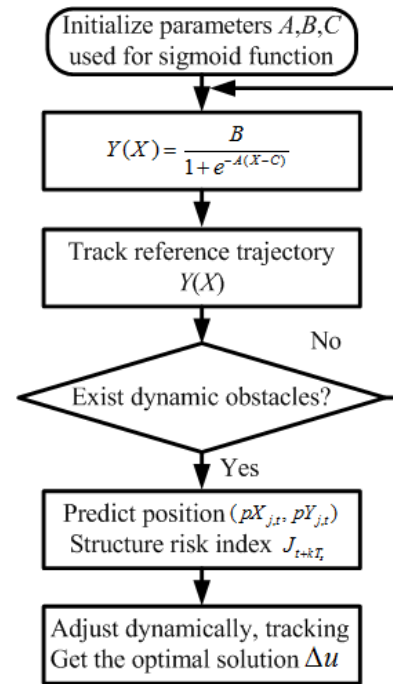 Initialize parameters A,B,C
used for sigmoid function
Y(X) = B / (1 + e^{-A(X-C)})
Track reference trajectory
Y(X)
No
Exist dynamic obstacles?
Yes
Predict position (pX_{j,t}, pY_{j,t})
Structure risk index J_{t+kT_s}
Adjust dynamically, tracking
Get the optimal solution Δu